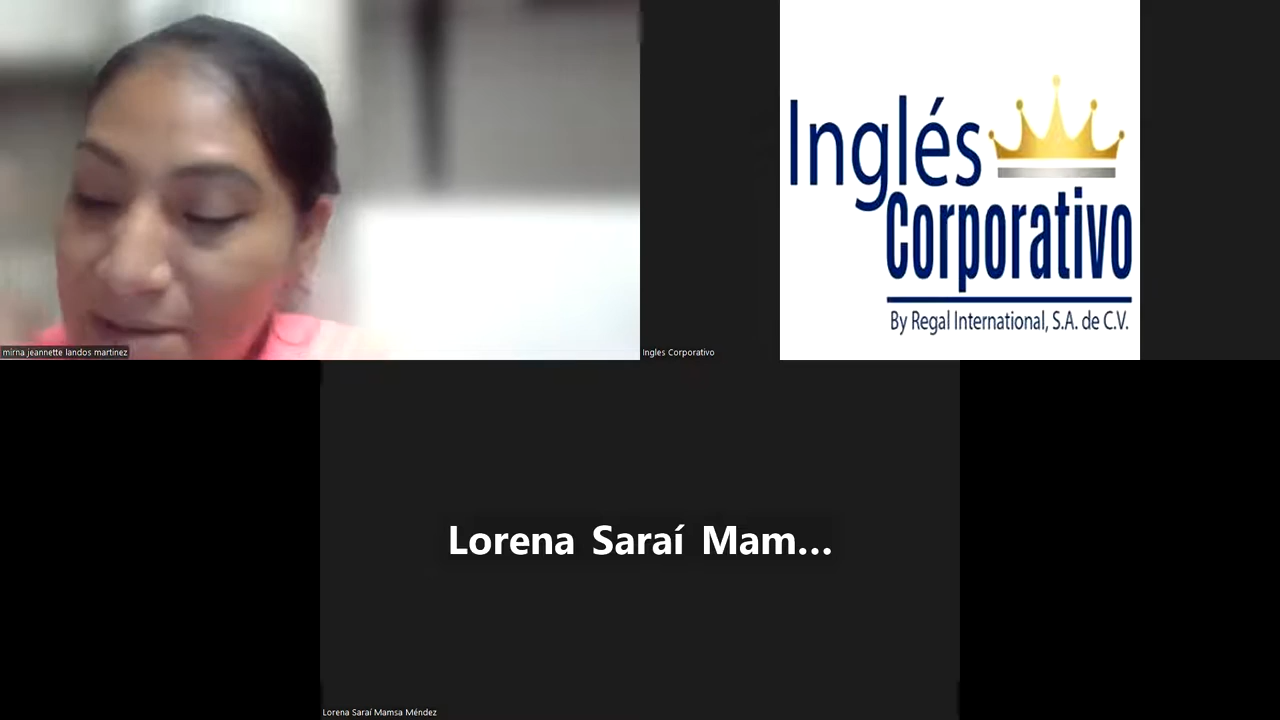 mirna jeannette landos martinez
Inglés
Corporativo
By Regal International, S.A. de C.V.
Ingles Corporativo
Lorena Saraí Mam...
Lorena Saraí Mamsa Méndez